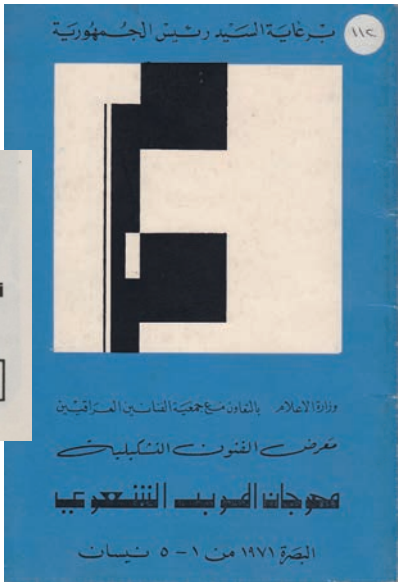 برعاية السيد رئيس الجمهورية
١١٢
وزارة الاعلام بالتعاون مع جمعية الفنانين العراقيين
معرض الفنون التشكيلية
مهرجان المربد الشعري
البصرة ١٩٧١ من ١ - ٥ نيسان